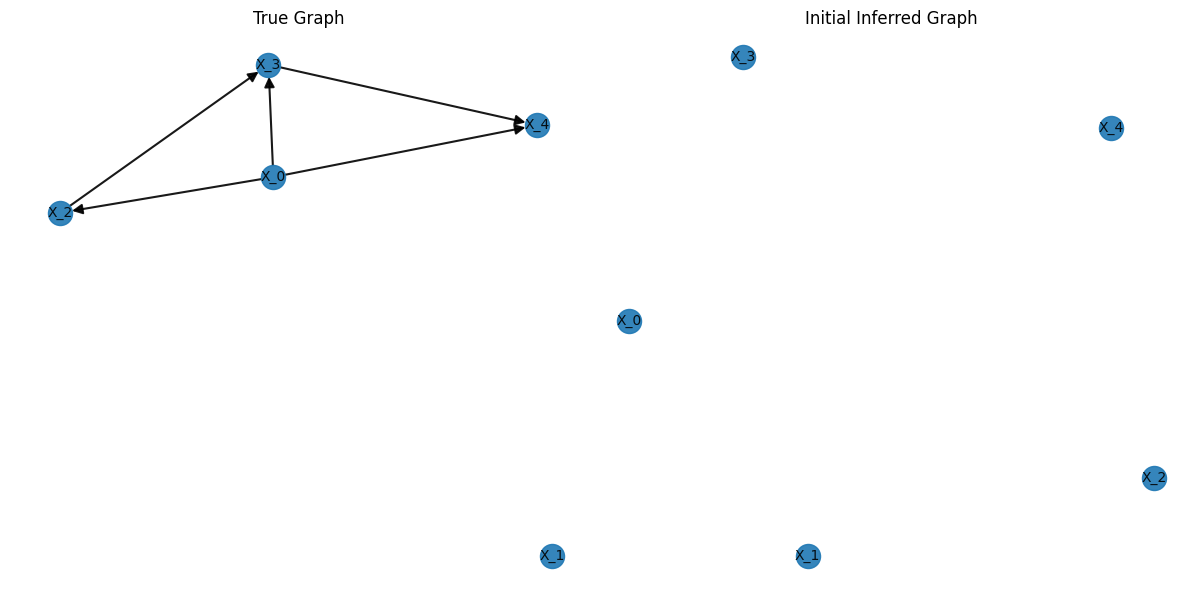 True Graph
X_3
X_4
X_0
X_2
X_1
Initial Inferred Graph
X_3
X_4
X_0
X_2
X_1